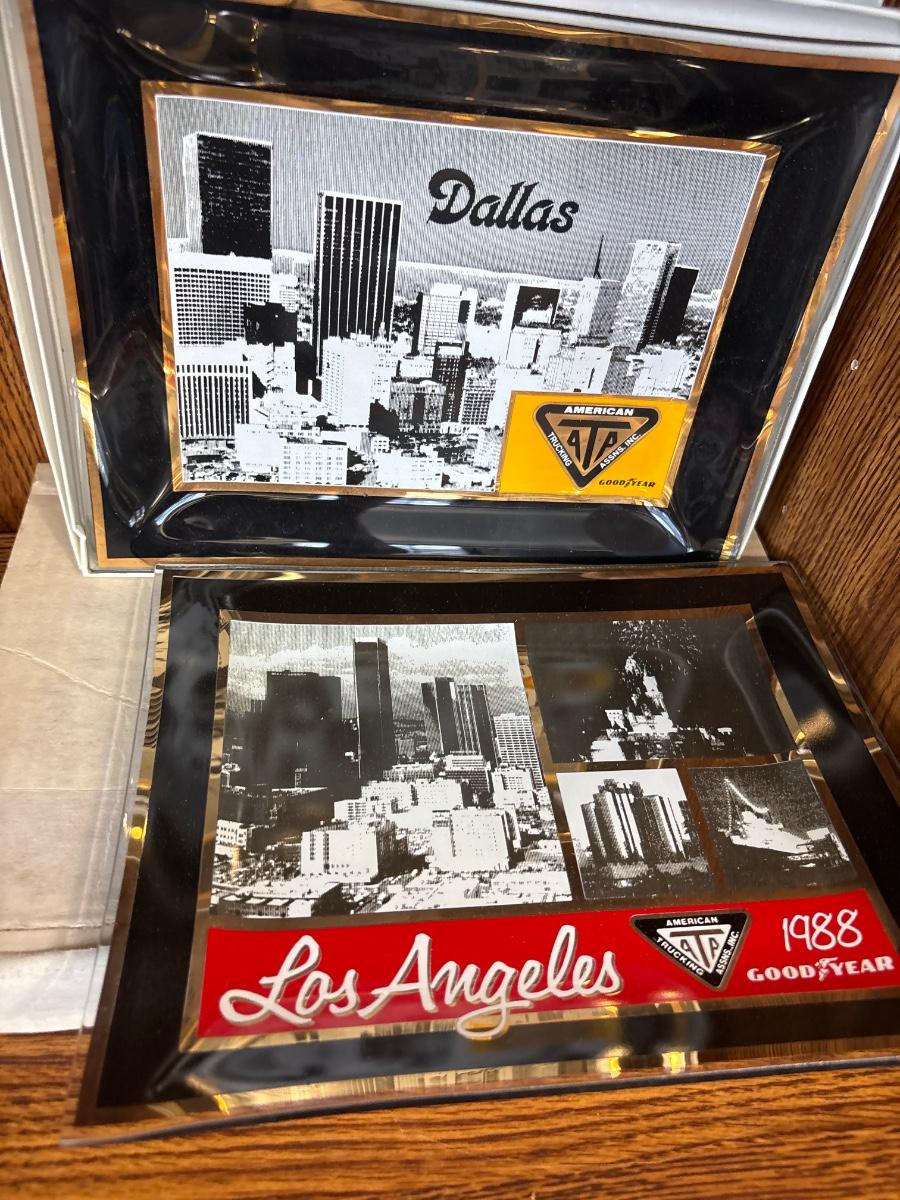 Dallas
AMERICAN
ATA
TRUCKING
ASSNS. INC.
GOODYEAR
Los Angeles
AMERICAN
ATA
TRUCKING
ASSNS. INC.
1988
GOODYEAR